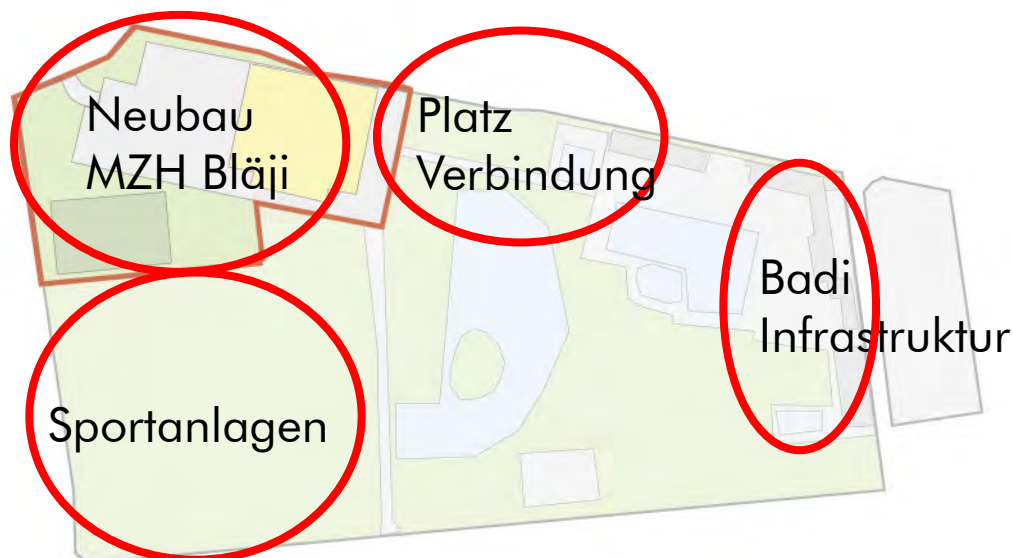 Neubau
MZH Bläji
Platz
Verbindung
Badi
Infrastruktur
Sportanlagen